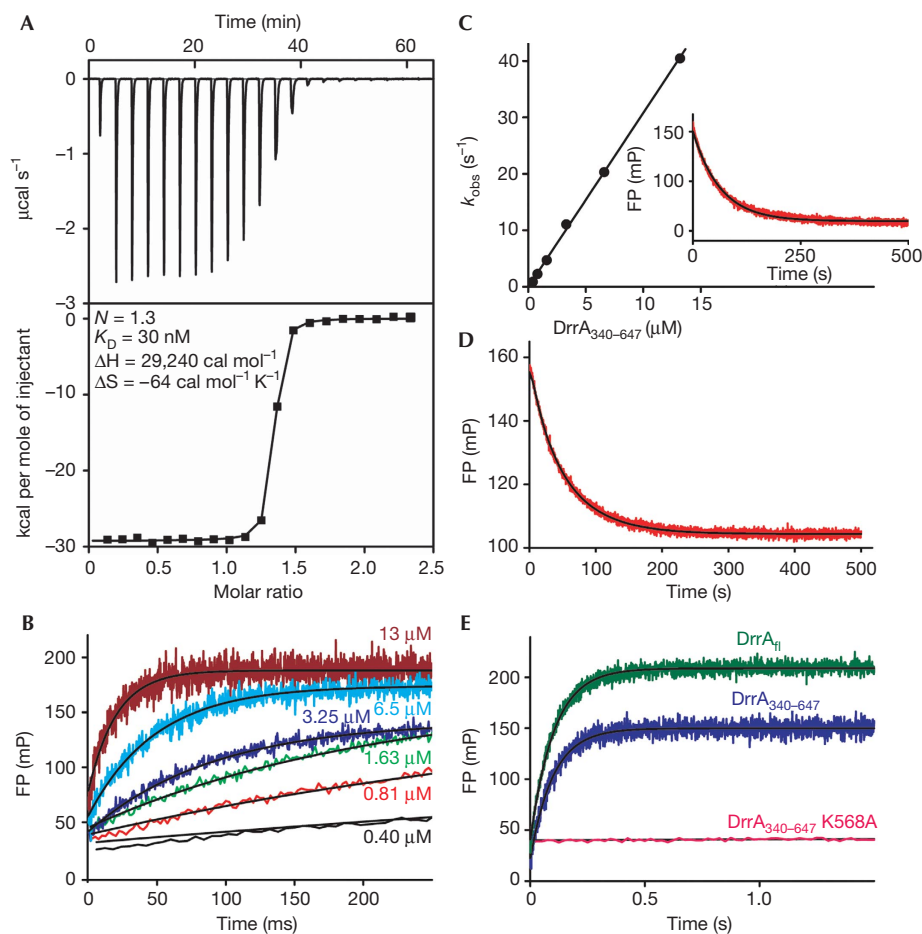 A
Time (min)
0 20 40 60
0
−1
−2
−3
μcal s⁻¹
N = 1.3
K_D = 30 nM
ΔH = 29,240 cal mol⁻¹
ΔS = −64 cal mol⁻¹ K⁻¹
0
−10
−20
−30
kcal per mole of injectant
0 0.5 1.0 1.5 2.0 2.5
Molar ratio
B
13 μM
6.5 μM
3.25 μM
1.63 μM
0.81 μM
0.40 μM
200
150
100
50
0
FP (mP)
0 50 100 150 200
Time (ms)
C
40
30
20
10
0
k_obs (s⁻¹)
0 5 10 15
DrrA₃₄₀₋₆₄₇ (μM)
150
100
0
FP (mP)
0 250 500
Time (s)
D
160
140
120
100
FP (mP)
0 100 200 300 400 500
Time (s)
E
DrrA_fl
DrrA₃₄₀₋₆₄₇
DrrA₃₄₀₋₆₄₇ K568A
200
150
100
50
0
FP (mP)
0 0.5 1.0
Time (s)